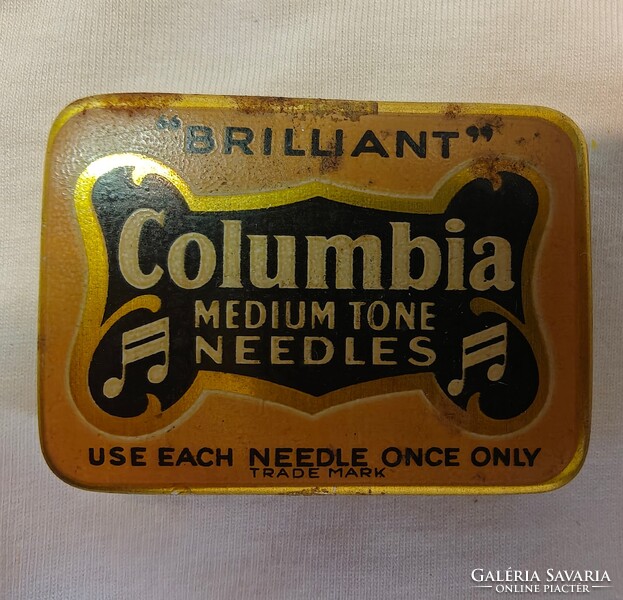 "BRILLIANT"
Columbia
MEDIUM TONE
NEEDLES
USE EACH NEEDLE ONCE ONLY
TRADE MARK
GALÉRIA SAVARIA
ONLINE PIACTÉR